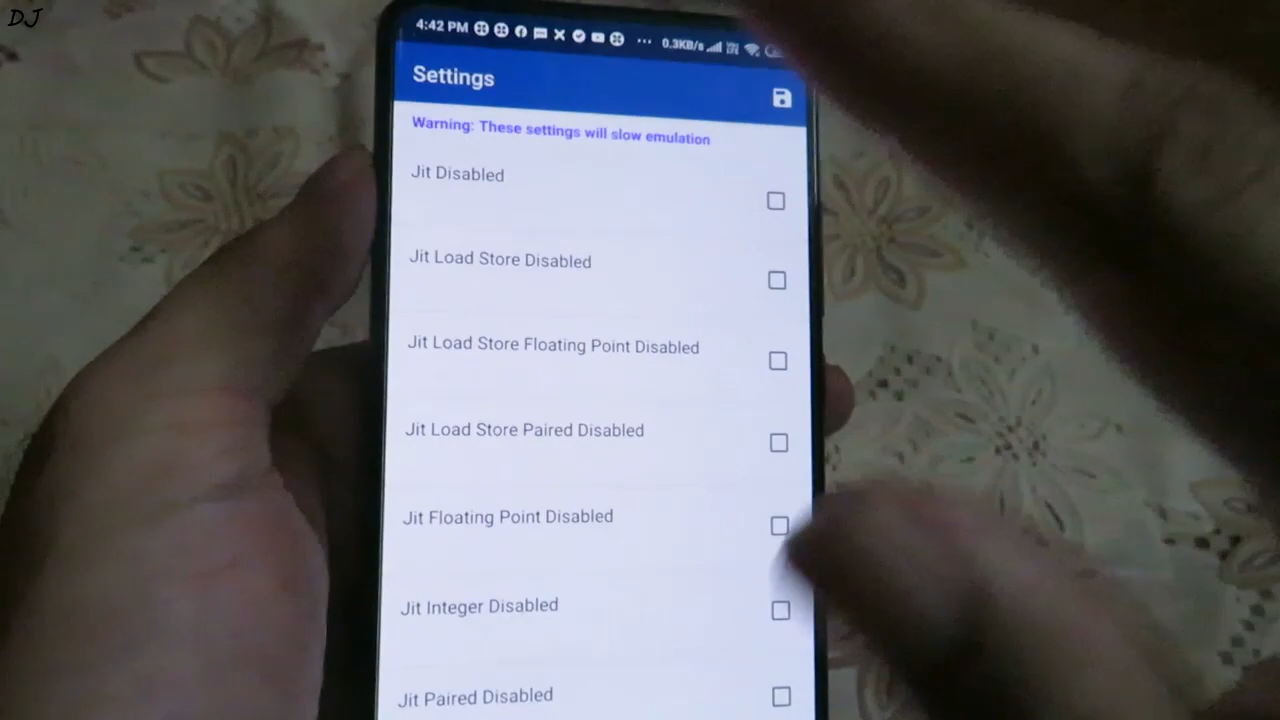 DJ
4:42 PM ... 0.3KB/s
Settings
Warning: These settings will slow emulation
Jit Disabled
Jit Load Store Disabled
Jit Load Store Floating Point Disabled
Jit Load Store Paired Disabled
Jit Floating Point Disabled
Jit Integer Disabled
Jit Paired Disabled